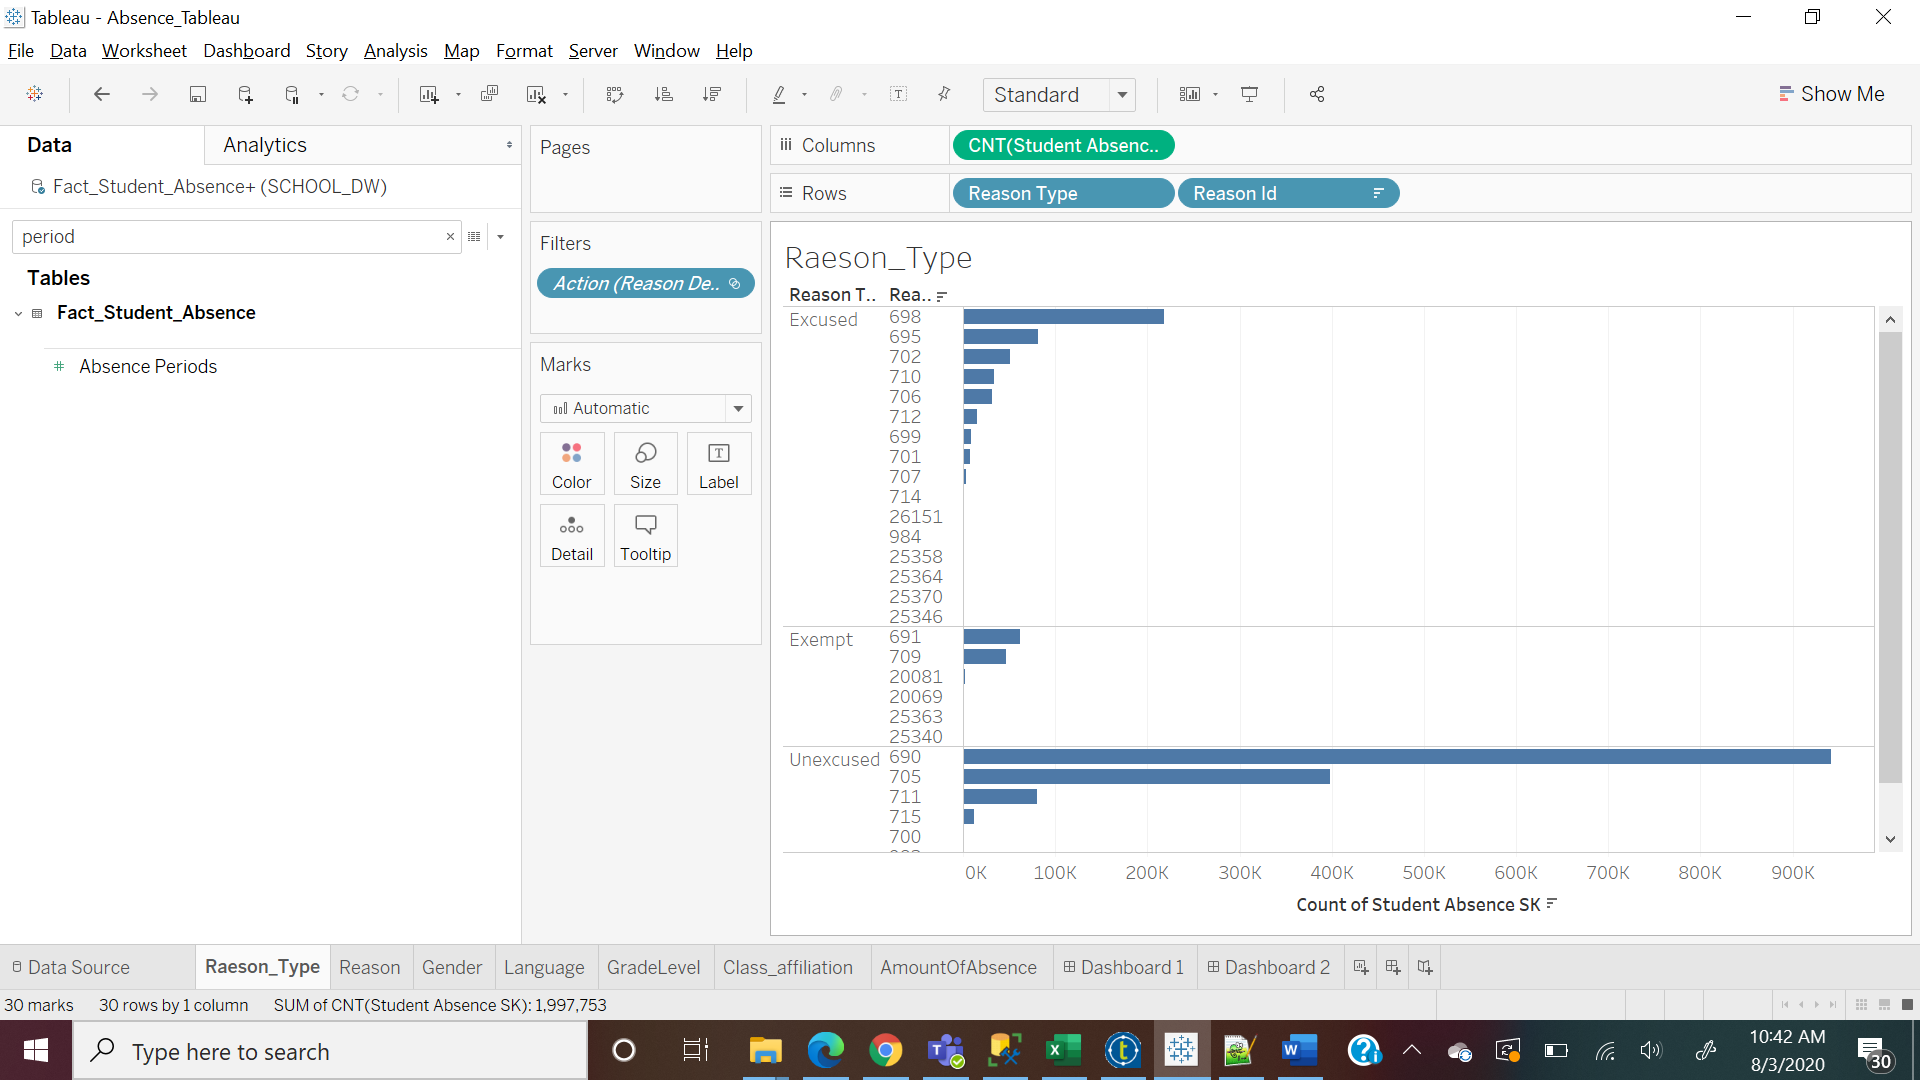 Tableau - Absence_Tableau
File Data Worksheet Dashboard Story Analysis Map Format Server Window Help
Standard
Show Me
Data
Analytics
Fact_Student_Absence+ (SCHOOL_DW)
period
Tables
Fact_Student_Absence
Absence Periods
Pages
Filters
Action (Reason De..
Marks
Automatic
Color
Size
Label
Detail
Tooltip
Columns
CNT(Student Absenc..
Rows
Reason Type
Reason Id
Raeson_Type
Reason T.. Rea..
Excused
698
695
702
710
706
712
699
701
707
714
26151
984
25358
25364
25370
25346
Exempt
691
709
20081
20069
25363
25340
Unexcused
690
705
711
715
700
0K 100K 200K 300K 400K 500K 600K 700K 800K 900K
Count of Student Absence SK
Data Source
Raeson_Type
Reason
Gender
Language
GradeLevel
Class_affiliation
AmountOfAbsence
Dashboard 1
Dashboard 2
30 marks 30 rows by 1 column SUM of CNT(Student Absence SK): 1,997,753
Type here to search
10:42 AM
8/3/2020
30